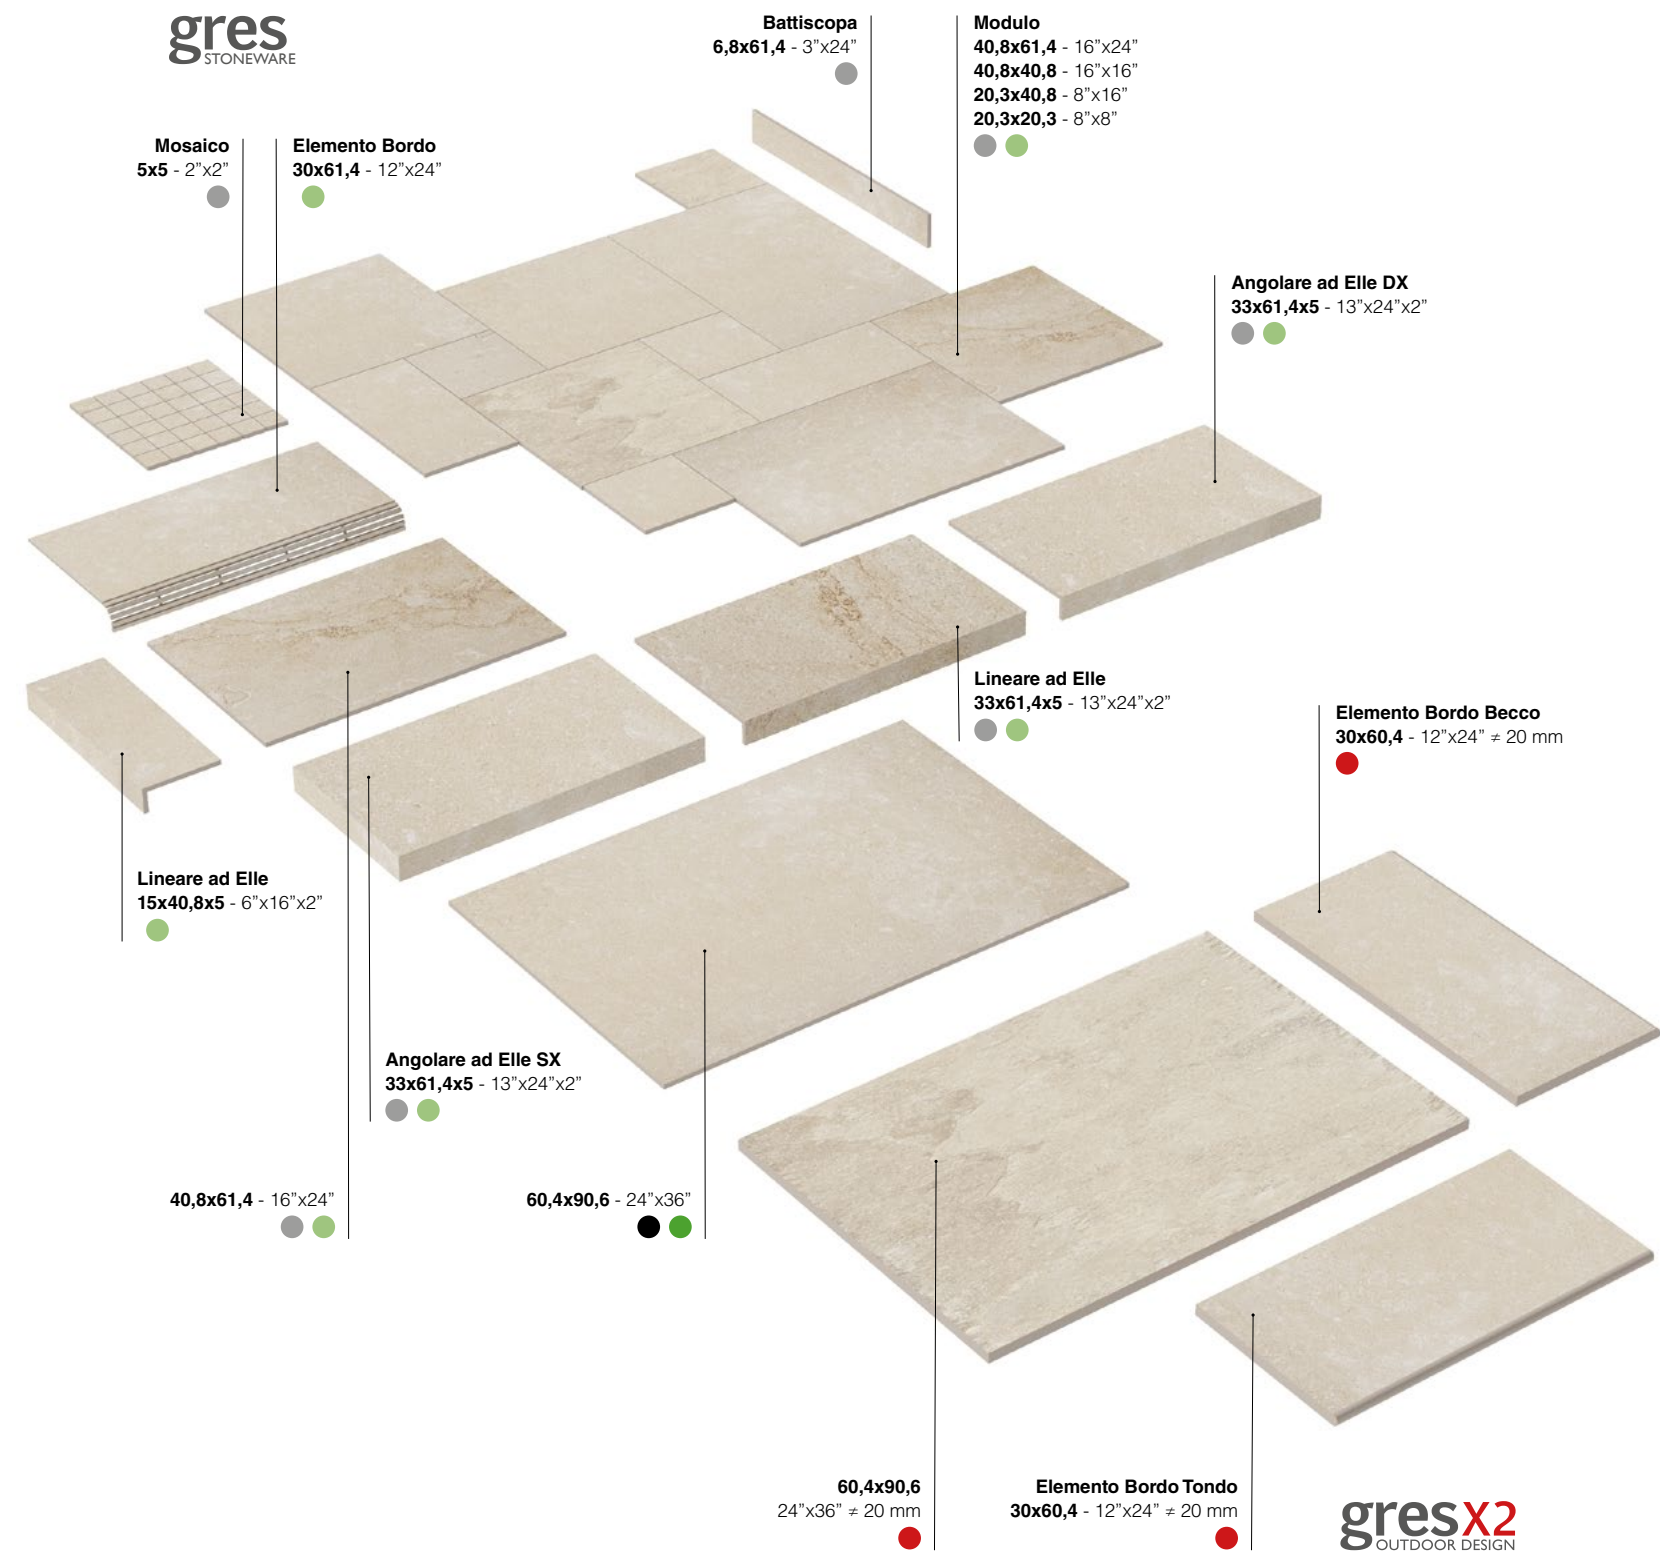 gres
STONEWARE
Battiscopa
6,8x61,4 - 3”x24”
Modulo
40,8x61,4 - 16”x24”
40,8x40,8 - 16”x16”
20,3x40,8 - 8”x16”
20,3x20,3 - 8”x8”
Mosaico
5x5 - 2”x2”
Elemento Bordo
30x61,4 - 12”x24”
Angolare ad Elle DX
33x61,4x5 - 13”x24”x2”
Lineare ad Elle
33x61,4x5 - 13”x24”x2”
Elemento Bordo Becco
30x60,4 - 12”x24” ≠ 20 mm
Lineare ad Elle
15x40,8x5 - 6”x16”x2”
Angolare ad Elle SX
33x61,4x5 - 13”x24”x2”
40,8x61,4 - 16”x24”
60,4x90,6 - 24”x36”
60,4x90,6
24”x36” ≠ 20 mm
Elemento Bordo Tondo
30x60,4 - 12”x24” ≠ 20 mm
gresx2
OUTDOOR DESIGN